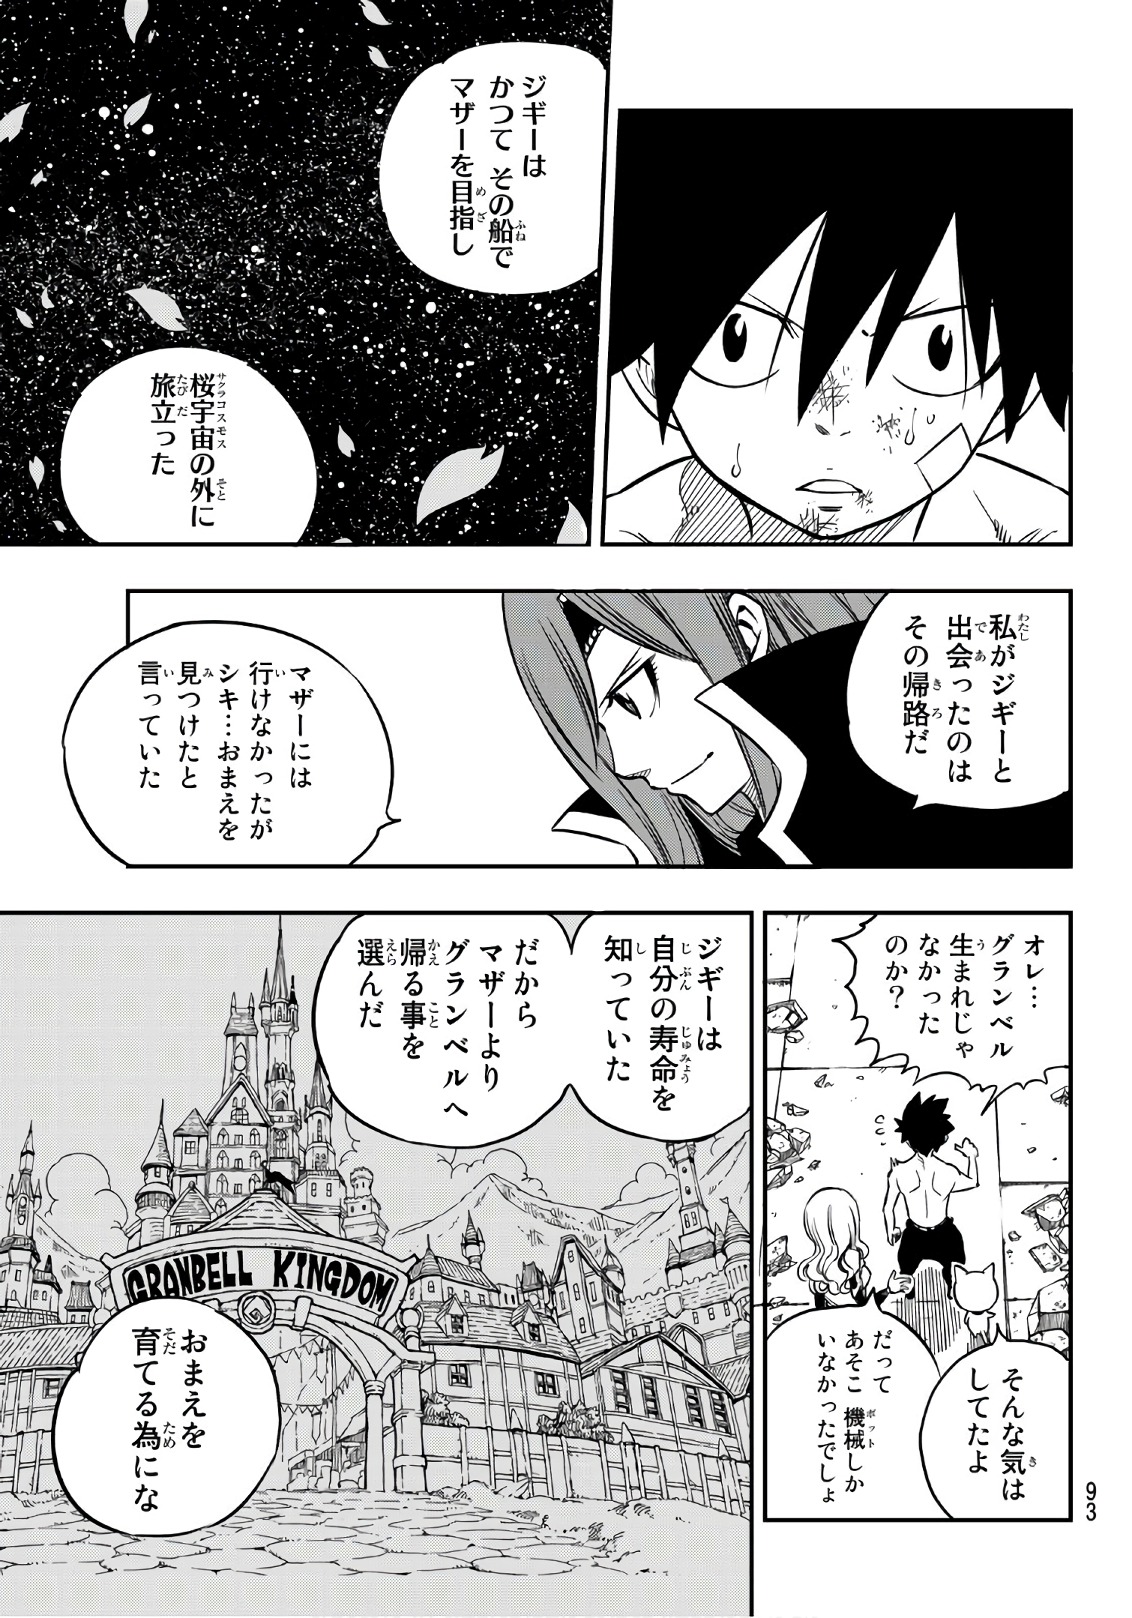 ジギーは
かつて その船で
マザーを目指し
桜宇宙の外に
旅立った
私がジギーと
出会ったのは
その帰路だ
マザーには
行けなかったが
シキ…おまえを
見つけたと
言っていた
オレ…
グランベル
生まれじゃ
なかった
のか?
そんな気は
してたよ
だって
あそこ 機械しか
いなかったでしょ
ジギーは
自分の寿命を
知っていた
だから
マザーより
グランベルへ
帰る事を
選んだ
GRANBELL KINGDOM
おまえを
育てる為にな
93